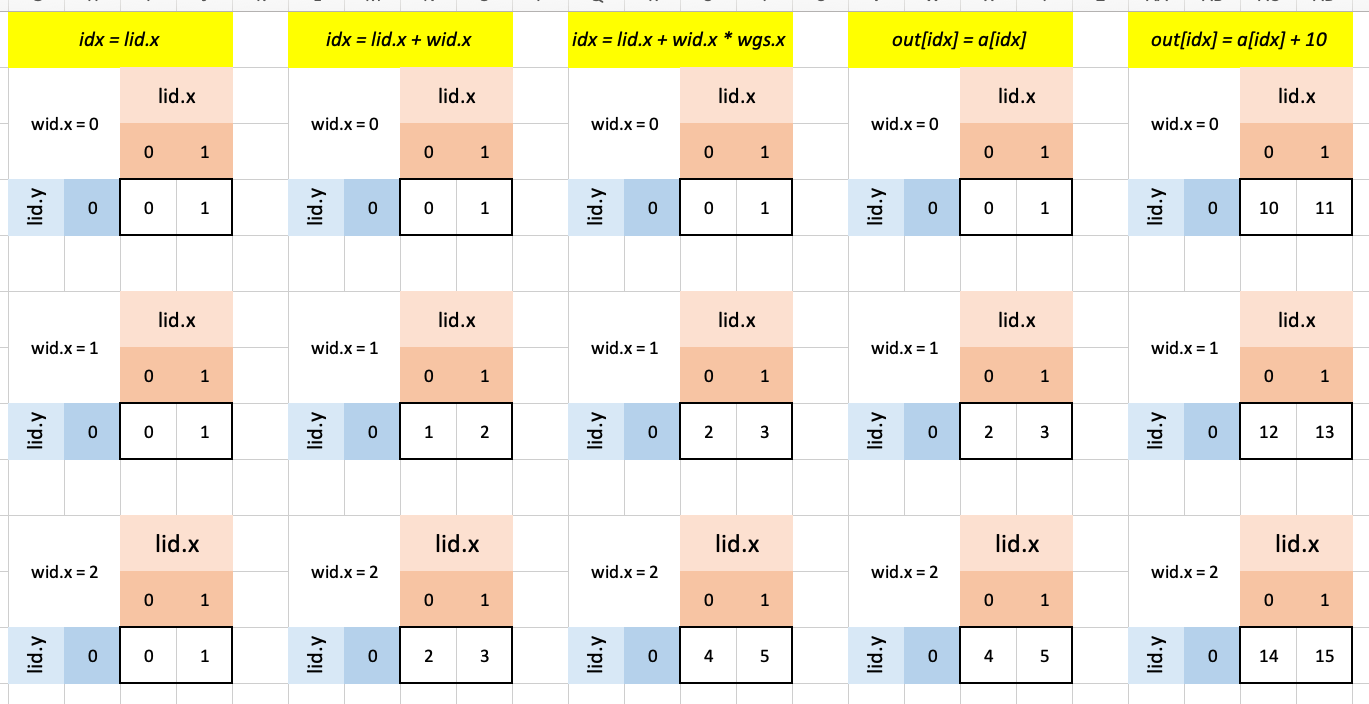 idx = lid.x idx = lid.x + wid.x idx = lid.x + wid.x * wgs.x out[idx] = a[idx] out[idx] = a[idx] + 10
lid.x lid.x lid.x lid.x lid.x
wid.x = 0 wid.x = 0 wid.x = 0 wid.x = 0 wid.x = 0
0 1 0 1 0 1 0 1 0 1
lid.y 0 0 1 lid.y 0 0 1 lid.y 0 0 1 lid.y 0 0 1 lid.y 0 10 11
lid.x lid.x lid.x lid.x lid.x
wid.x = 1 wid.x = 1 wid.x = 1 wid.x = 1 wid.x = 1
0 1 0 1 0 1 0 1 0 1
lid.y 0 0 1 lid.y 0 1 2 lid.y 0 2 3 lid.y 0 2 3 lid.y 0 12 13
lid.x lid.x lid.x lid.x lid.x
wid.x = 2 wid.x = 2 wid.x = 2 wid.x = 2 wid.x = 2
0 1 0 1 0 1 0 1 0 1
lid.y 0 0 1 lid.y 0 2 3 lid.y 0 4 5 lid.y 0 4 5 lid.y 0 14 15